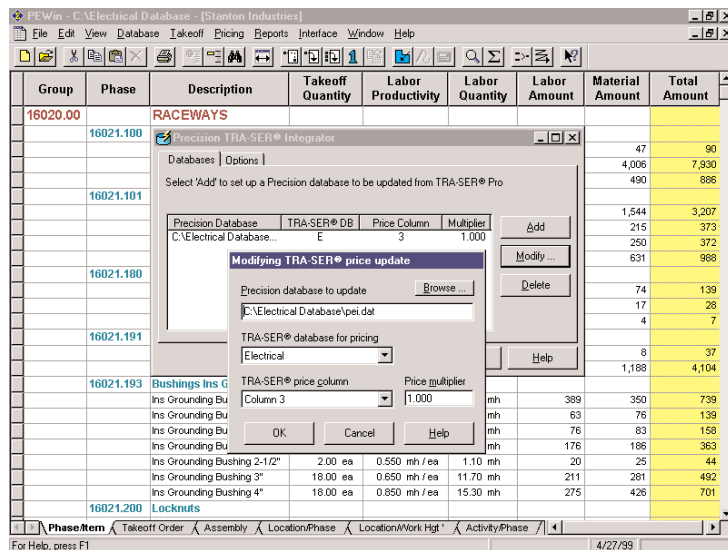 PEWin - C:\Electrical Database - [Stanton Industries]
File Edit View Database Takeoff Pricing Reports Interface Window Help
Group Phase Description Takeoff Quantity Labor Productivity Labor Quantity Labor Amount Material Amount Total Amount
16020.00 RACEWAYS
16021.100
47 90
4,006 7,930
490 886
16021.101
1,544 3,207
215 373
250 372
631 988
16021.180
74 139
17 28
4 7
16021.191
8 37
1,188 4,104
16021.193 Bushings Ins G
Ins Grounding Bu mh 389 350 739
Ins Grounding Bu mh 63 76 139
Ins Grounding Bu mh 76 83 158
Ins Grounding Bu mh 176 186 363
Ins Grounding Bushing 2-1/2" 2.00 ea 0.550 mh / ea 1.10 mh 20 25 44
Ins Grounding Bushing 3" 18.00 ea 0.650 mh / ea 11.70 mh 211 281 492
Ins Grounding Bushing 4" 18.00 ea 0.850 mh / ea 15.30 mh 275 426 701
16021.200 Locknuts
Precision TRA-SER® Integrator
Databases Options
Select 'Add' to set up a Precision database to be updated from TRA-SER® Pro
Precision Database TRA-SER® DB Price Column Multiplier
C:\Electrical Database... E 3 1.000
Add
Modify ...
Delete
Help
Modifying TRA-SER® price update
Precision database to update Browse ...
C:\Electrical Database\pei.dat
TRA-SER® database for pricing
Electrical
TRA-SER® price column Price multiplier
Column 3 1.000
OK Cancel Help
Phase/Item Takeoff Order Assembly Location/Phase Location/Work Hgt ' Activity/Phase
For Help, press F1 4/27/99